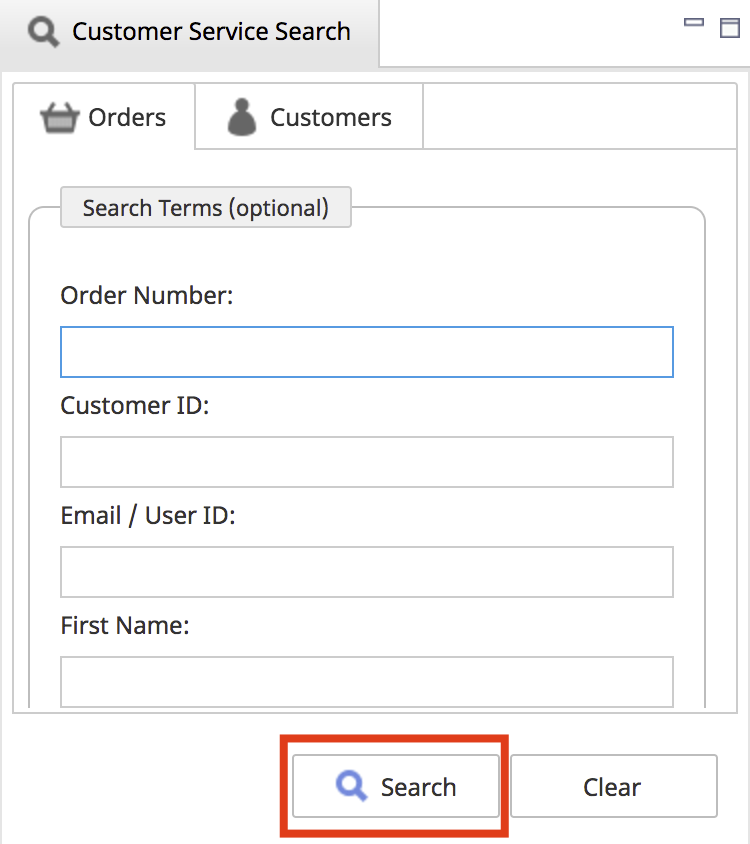 Customer Service Search
Orders Customers
Search Terms (optional)
Order Number:
Customer ID:
Email / User ID:
First Name:
Search Clear